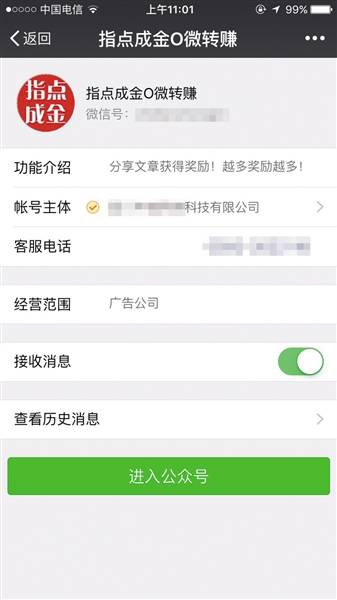 中国电信 上午11:01 99%
返回 指点成金O微转赚
指点
成金
指点成金O微转赚
微信号：
功能介绍 分享文章获得奖励！越多奖励越多！
帐号主体 科技有限公司
客服电话
经营范围 广告公司
接收消息
查看历史消息
进入公众号